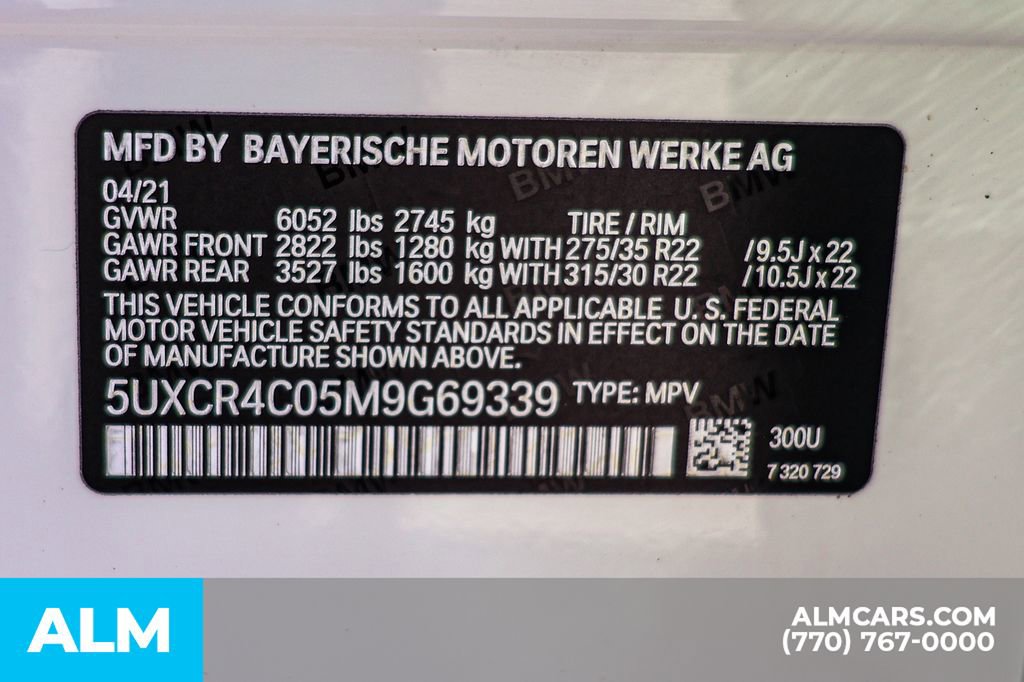 MFD BY BAYERISCHE MOTOREN WERKE AG
04/21
GVWR 6052 lbs 2745 kg TIRE / RIM
GAWR FRONT 2822 lbs 1280 kg WITH 275/35 R22 /9.5J x 22
GAWR REAR 3527 lbs 1600 kg WITH 315/30 R22 /10.5J x 22
THIS VEHICLE CONFORMS TO ALL APPLICABLE U. S. FEDERAL
MOTOR VEHICLE SAFETY STANDARDS IN EFFECT ON THE DATE
OF MANUFACTURE SHOWN ABOVE.
5UXCR4C05M9G69339 TYPE: MPV
300U
7 320 729
ALM
ALMCARS.COM
(770) 767-0000